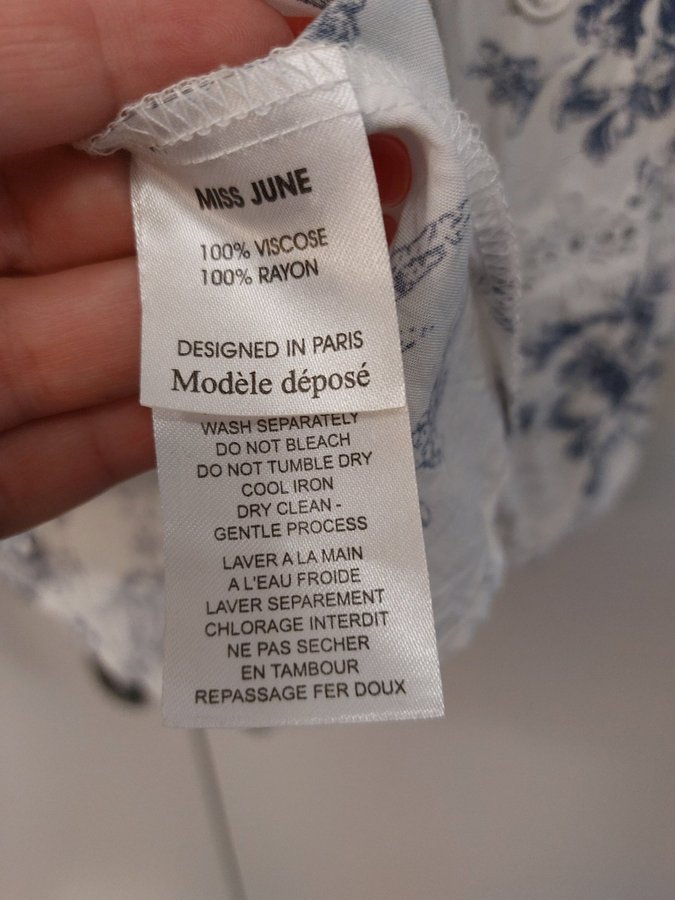 MISS JUNE
100% VISCOSE
100% RAYON
DESIGNED IN PARIS
Modèle déposé
WASH SEPARATELY
DO NOT BLEACH
DO NOT TUMBLE DRY
COOL IRON
DRY CLEAN -
GENTLE PROCESS
LAVER A LA MAIN
A L'EAU FROIDE
LAVER SEPAREMENT
CHLORAGE INTERDIT
NE PAS SECHER
EN TAMBOUR
REPASSAGE FER DOUX